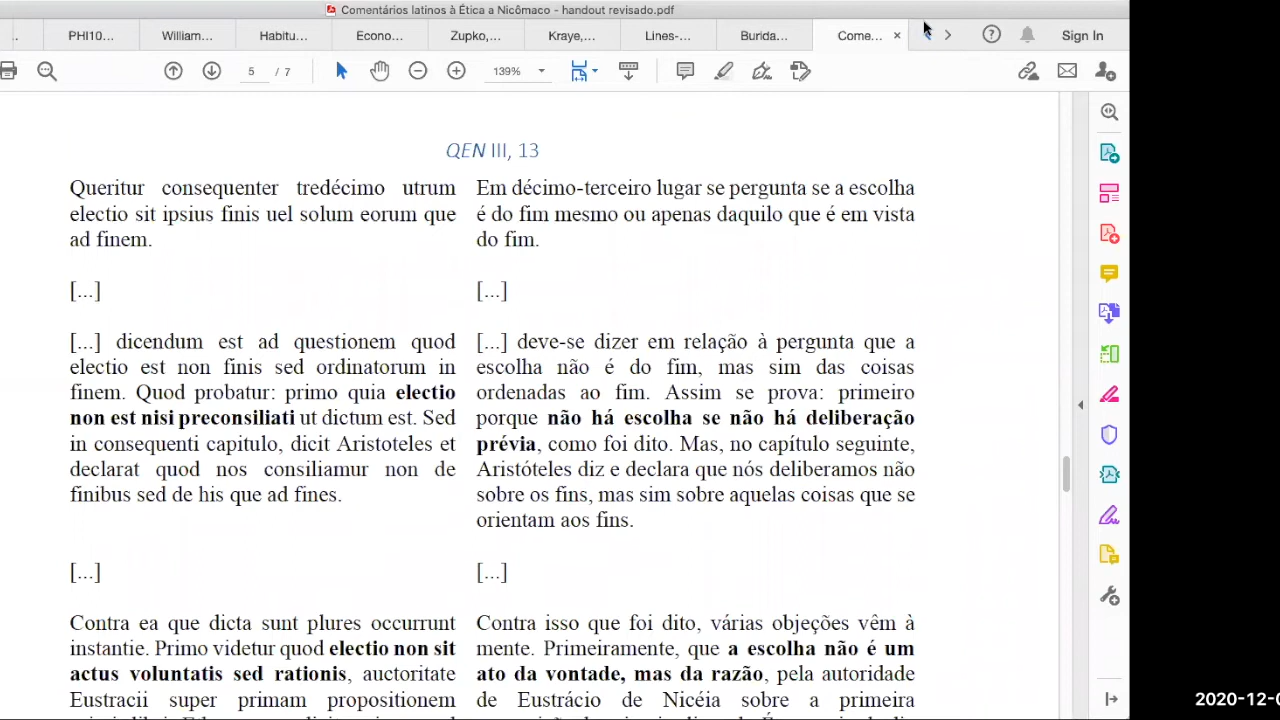 Comentários latinos à Ética a Nicômaco - handout revisado.pdf
PHI10... William... Habitu... Econo... Zupko,... Kraye,... Lines-... Burida... Come... × Sign In
5 / 7 139%
QEN III, 13
Queritur consequenter tredécimo utrum
electio sit ipsius finis uel solum eorum que
ad finem.
[...]
[...] dicendum est ad questionem quod
electio est non finis sed ordinatorum in
finem. Quod probatur: primo quia electio
non est nisi preconsiliati ut dictum est. Sed
in consequenti capitulo, dicit Aristoteles et
declarat quod nos consiliamur non de
finibus sed de his que ad fines.
[...]
Contra ea que dicta sunt plures occurrunt
instantie. Primo videtur quod electio non sit
actus voluntatis sed rationis, auctoritate
Eustracii super primam propositionem
Em décimo-terceiro lugar se pergunta se a escolha
é do fim mesmo ou apenas daquilo que é em vista
do fim.
[...]
[...] deve-se dizer em relação à pergunta que a
escolha não é do fim, mas sim das coisas
ordenadas ao fim. Assim se prova: primeiro
porque não há escolha se não há deliberação
prévia, como foi dito. Mas, no capítulo seguinte,
Aristóteles diz e declara que nós deliberamos não
sobre os fins, mas sim sobre aquelas coisas que se
orientam aos fins.
[...]
Contra isso que foi dito, várias objeções vêm à
mente. Primeiramente, que a escolha não é um
ato da vontade, mas da razão, pela autoridade
de Eustrácio de Nicéia sobre a primeira